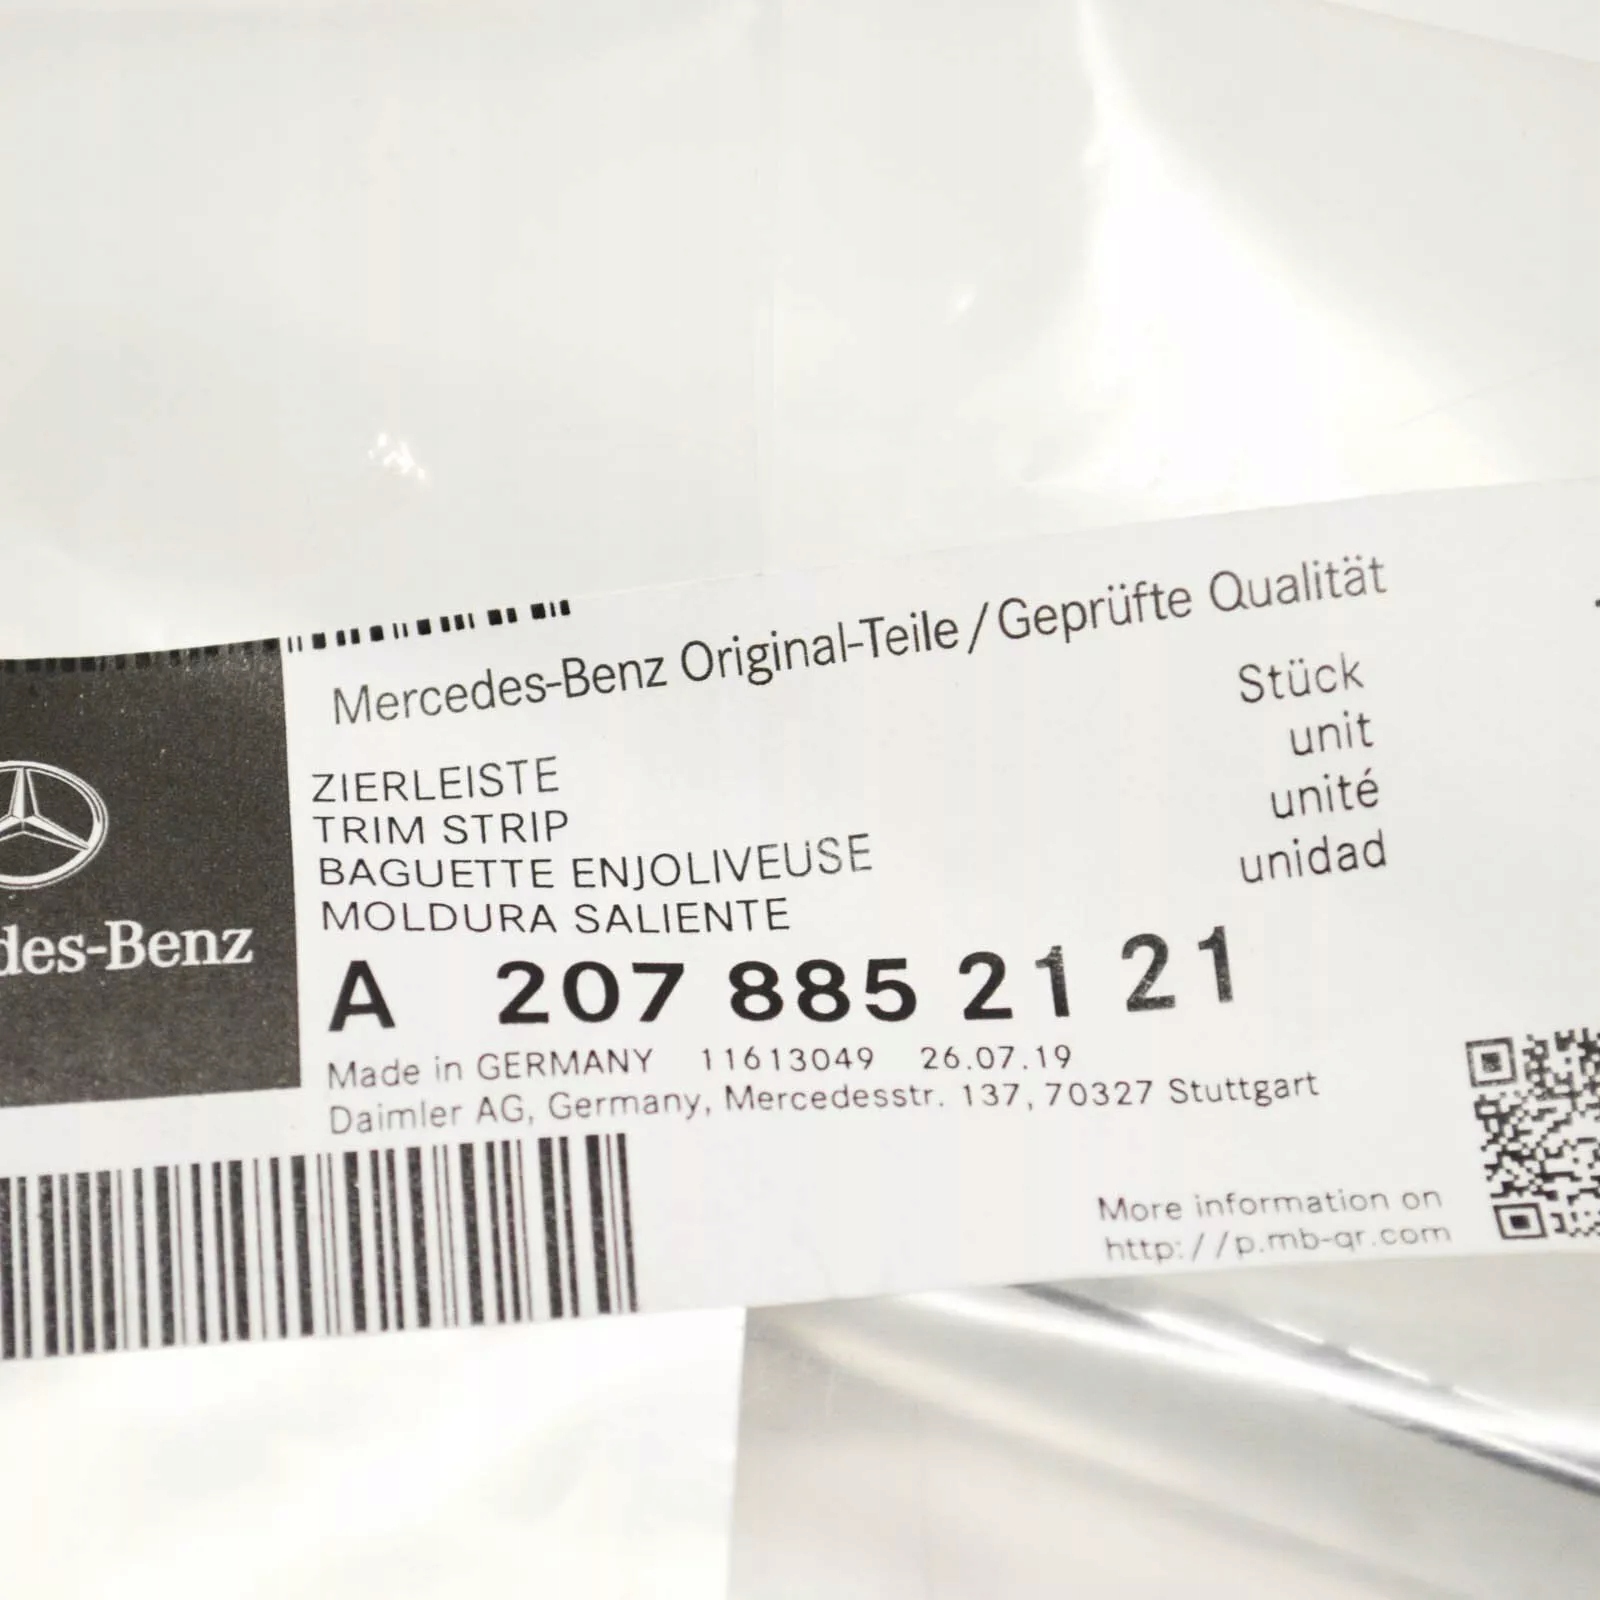 Mercedes-Benz Original-Teile/Geprüfte Qualität
Stück
unit
unité
unidad
ZIERLEISTE
TRIM STRIP
BAGUETTE ENJOLIVEUSE
MOLDURA SALIENTE
des-Benz
A 207 885 21 21
Made in GERMANY 11613049 26.07.19
Daimler AG, Germany, Mercedesstr. 137, 70327 Stuttgart
More information on
http://p.mb-qr.com